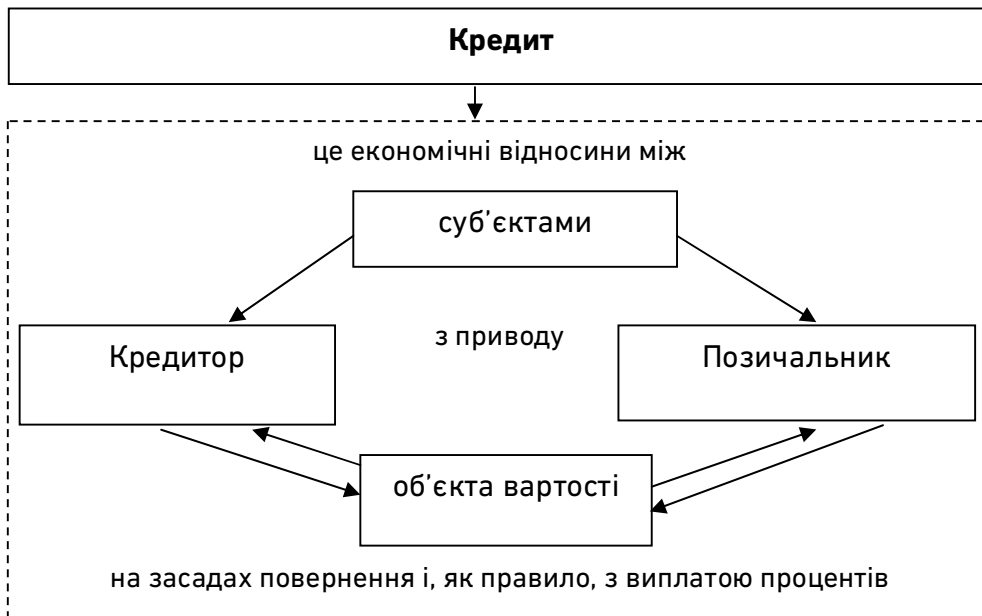 Кредит
це економічні відносини між
суб’єктами
Кредитор
з приводу
Позичальник
об’єкта вартості
на засадах повернення і, як правило, з виплатою процентів